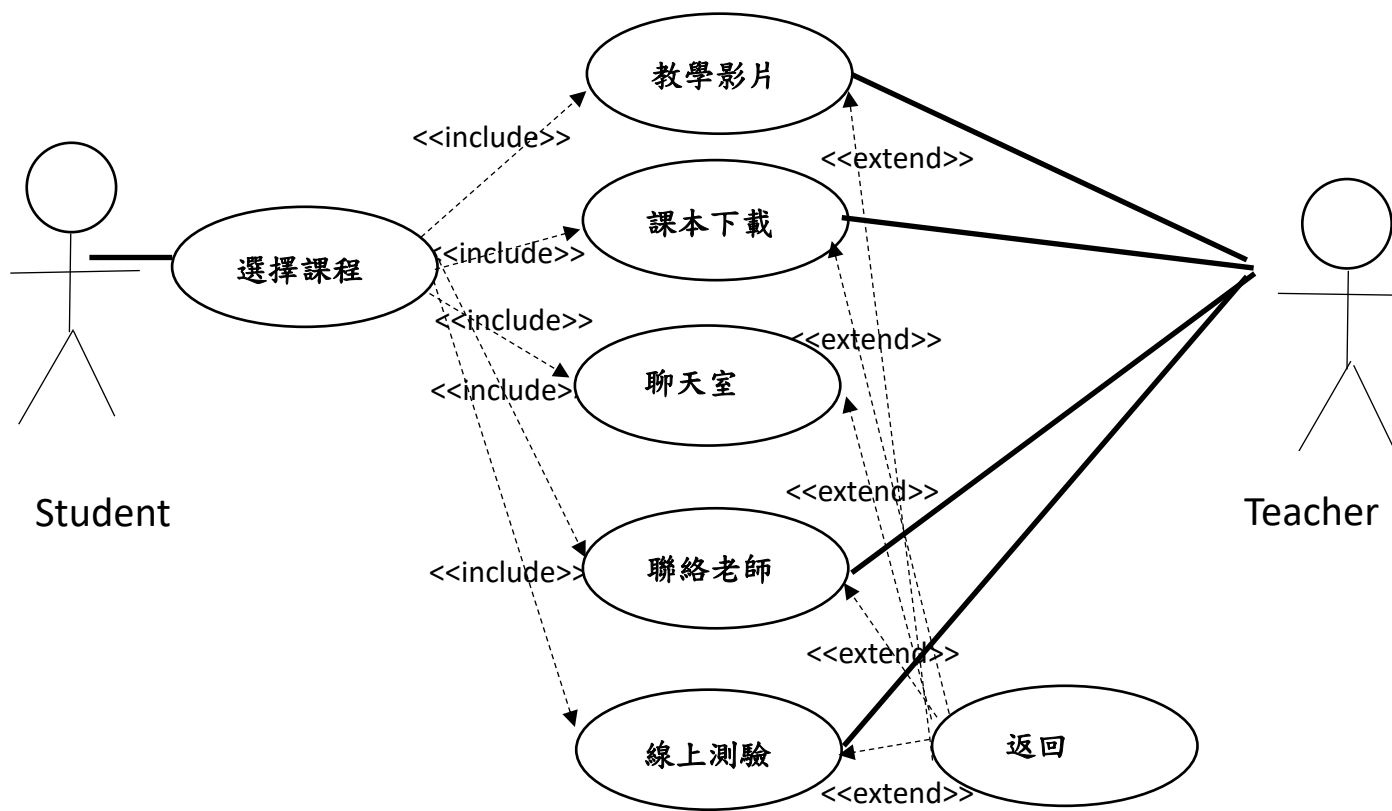 教學影片
<<include>>
<<extend>>
課本下載
選擇課程
<<include>>
<<include>>
<<extend>>
聊天室
<<include>>
<<extend>>
Student
Teacher
聯絡老師
<<include>>
<<extend>>
線上測驗
返回
<<extend>>